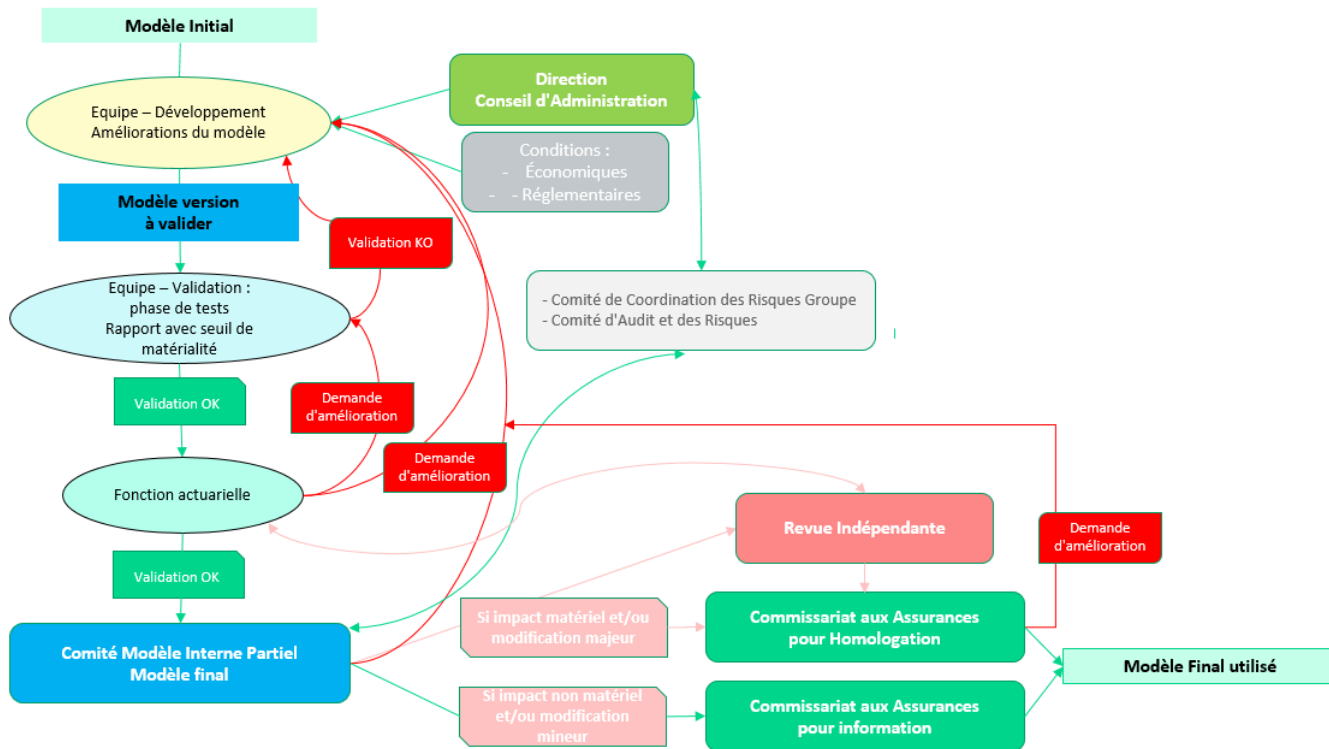 Modèle Initial
Direction
Conseil d'Administration
Equipe – Développement
Améliorations du modèle
Conditions :
- Économiques
- - Réglementaires
Modèle version
à valider
Validation KO
Equipe – Validation :
phase de tests
Rapport avec seuil de
matérialité
- Comité de Coordination des Risques Groupe
- Comité d'Audit et des Risques
Validation OK
Demande
d'amélioration
Demande
d'amélioration
Fonction actuarielle
Revue Indépendante
Demande
d'amélioration
Validation OK
Si impact matériel et/ou
modification majeur
Commissariat aux Assurances
pour Homologation
Comité Modèle Interne Partiel
Modèle final
Modèle Final utilisé
Si impact non matériel
et/ou modification
mineur
Commissariat aux Assurances
pour information